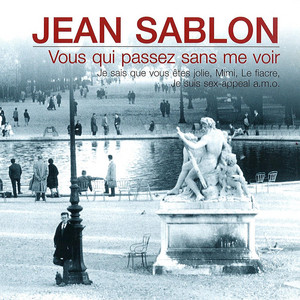 JEAN SABLON
Vous qui passez sans me voir
Je sais que vous êtes jolie, Mimi, Le fiacre,
Je suis sex-appeal a.m.o.